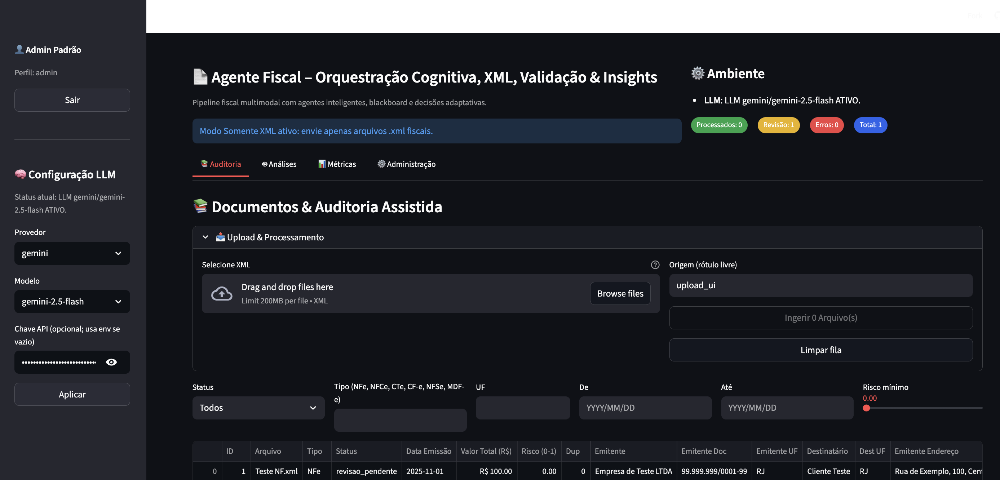 👤 Admin Padrão
Perfil: admin
Sair
🧠 Configuração LLM
Status atual: LLM gemini/gemini-
2.5-flash ATIVO.
Provedor
gemini
Modelo
gemini-2.5-flash
Chave API (opcional; usa env se
vazio)
Aplicar
📄 Agente Fiscal – Orquestração Cognitiva, XML, Validação & Insights
Pipeline fiscal multimodal com agentes inteligentes, blackboard e decisões adaptativas.
Modo Somente XML ativo: envie apenas arquivos .xml fiscais.
⚙️ Ambiente
LLM: LLM gemini/gemini-2.5-flash ATIVO.
Processados: 0 Revisão: 1 Erros: 0 Total: 1
📚 Auditoria Análises 📊 Métricas ⚙️ Administração
📚 Documentos & Auditoria Assistida
📤 Upload & Processamento
Selecione XML
Drag and drop files here
Limit 200MB per file • XML
Browse files
Origem (rótulo livre)
upload_ui
Ingerir 0 Arquivo(s)
Limpar fila
Status
Todos
Tipo (NFe, NFCe, CTe, CF-e, NFSe, MDF-
e)
UF
De
YYYY/MM/DD
Até
YYYY/MM/DD
Risco mínimo
0.00
ID Arquivo Tipo Status Data Emissão Valor Total (R$) Risco (0-1) Dup Emitente Emitente Doc Emitente UF Destinatário Dest UF Emitente Endereço
0 1 Teste NF.xml NFe revisao_pendente 2025-11-01 R$ 100.00 0.00 0 Empresa de Teste LTDA 99.999.999/0001-99 RJ Cliente Teste RJ Rua de Exemplo, 100, Cent